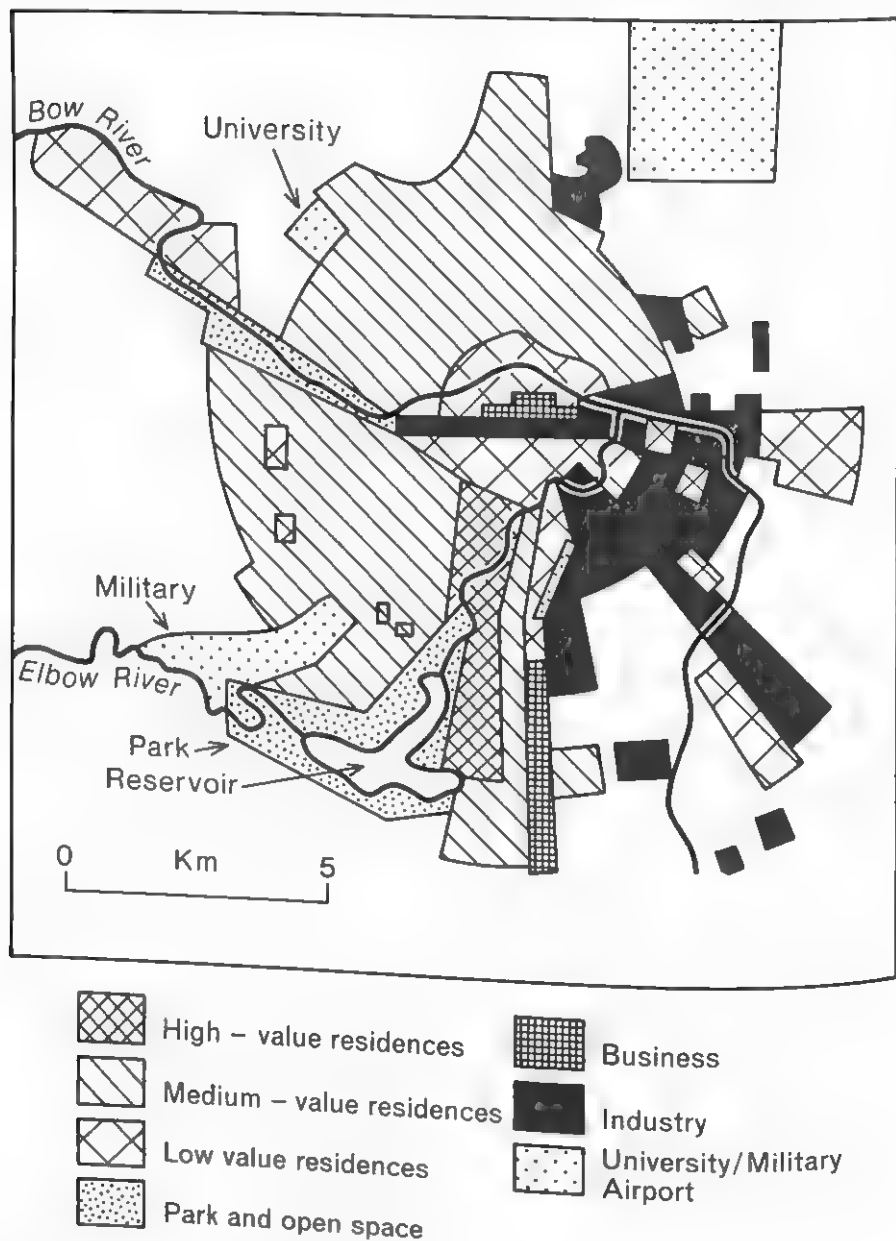 Bow River
University
Military
Elbow River
Park
Reservoir
0 Km 5
High – value residences
Medium – value residences
Low value residences
Park and open space
Business
Industry
University/Military
Airport